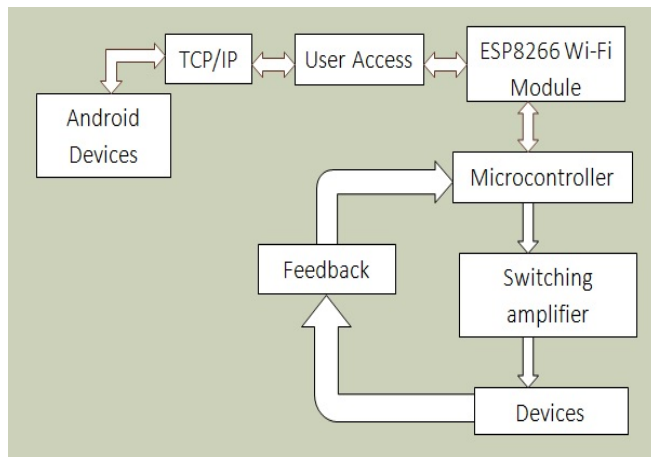 TCP/IP
User Access
ESP8266 Wi-Fi
Module
Android
Devices
Microcontroller
Feedback
Switching
amplifier
Devices